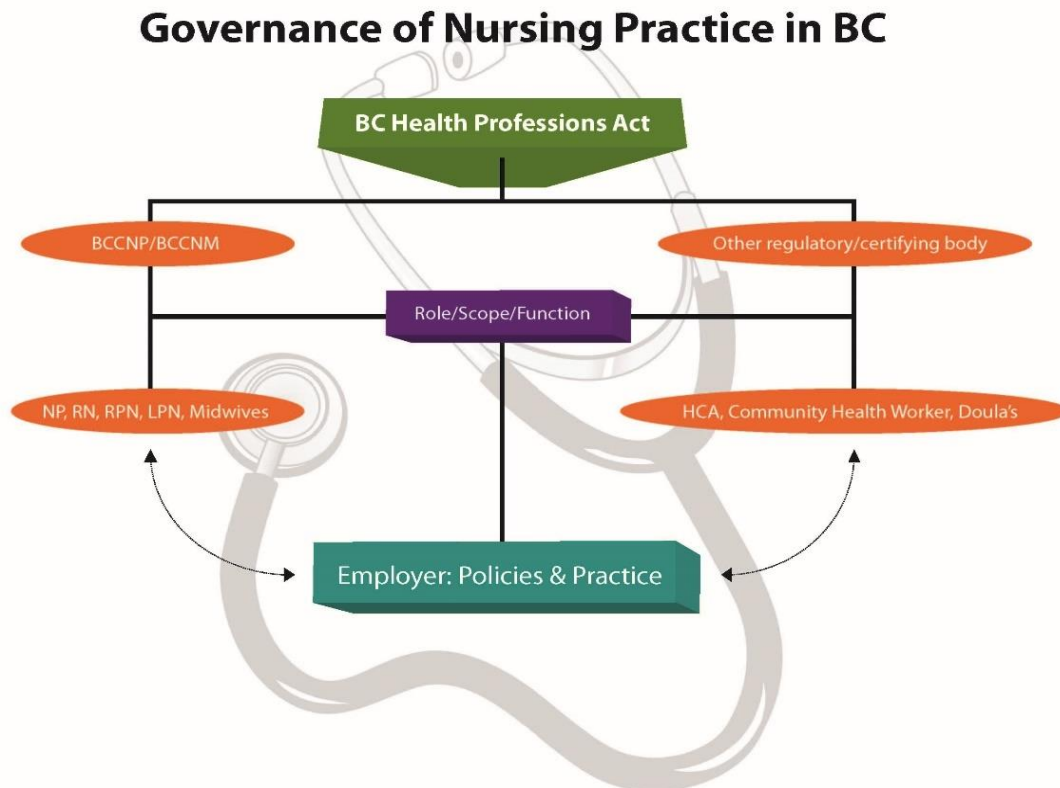 Governance of Nursing Practice in BC
BC Health Professions Act
BCCNP/BCCNM
Other regulatory/certifying body
Role/Scope/Function
NP, RN, RPN, LPN, Midwives
HCA, Community Health Worker, Doula's
Employer: Policies & Practice